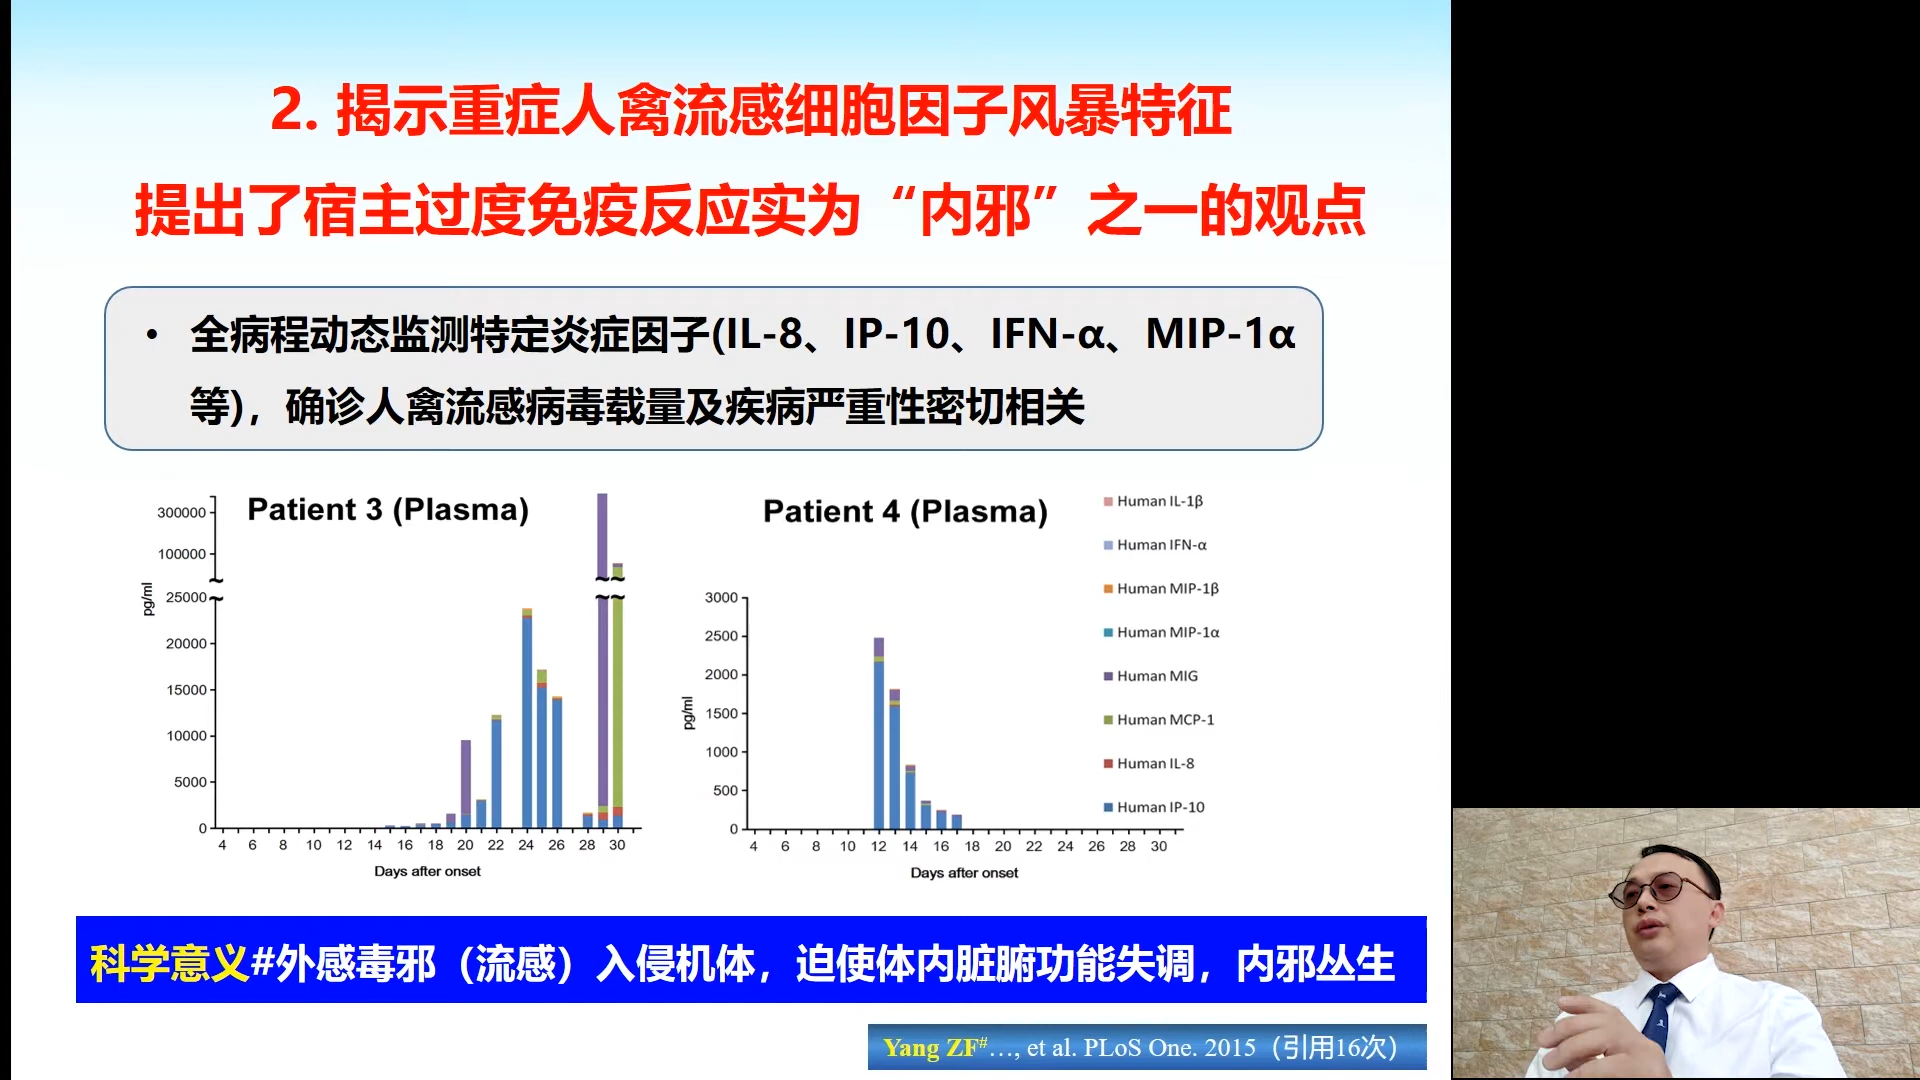 2. 揭示重症人禽流感细胞因子风暴特征
提出了宿主过度免疫反应实为“内邪”之一的观点
• 全病程动态监测特定炎症因子(IL-8、IP-10、IFN-α、MIP-1α
等)，确诊人禽流感病毒载量及疾病严重性密切相关
Patient 3 (Plasma)
300000
100000
25000
20000
15000
10000
5000
0
pg/ml
4 6 8 10 12 14 16 18 20 22 24 26 28 30
Days after onset
Patient 4 (Plasma)
3000
2500
2000
1500
1000
500
0
pg/ml
4 6 8 10 12 14 16 18 20 22 24 26 28 30
Days after onset
Human IL-1β
Human IFN-α
Human MIP-1β
Human MIP-1α
Human MIG
Human MCP-1
Human IL-8
Human IP-10
科学意义#外感毒邪（流感）入侵机体，迫使体内脏腑功能失调，内邪丛生
Yang ZF#…, et al. PLoS One. 2015（引用16次）